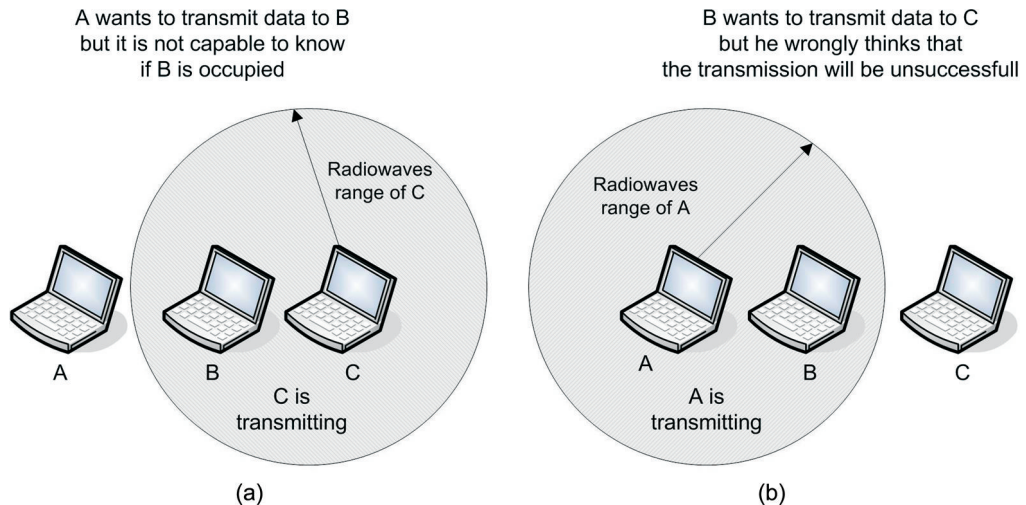 A wants to transmit data to B
but it is not capable to know
if B is occupied
Radiowaves
range of C
A
B
C
C is
transmitting
(a)
B wants to transmit data to C
but he wrongly thinks that
the transmission will be unsuccessfull
Radiowaves
range of A
A
B
C
A is
transmitting
(b)